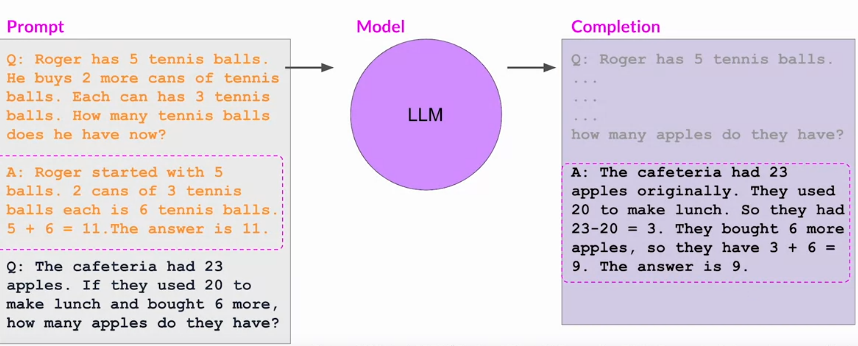 Prompt
Q: Roger has 5 tennis balls.
He buys 2 more cans of tennis
balls. Each can has 3 tennis
balls. How many tennis balls
does he have now?
A: Roger started with 5
balls. 2 cans of 3 tennis
balls each is 6 tennis balls.
5 + 6 = 11.The answer is 11.
Q: The cafeteria had 23
apples. If they used 20 to
make lunch and bought 6 more,
how many apples do they have?
Model
LLM
Completion
Q: Roger has 5 tennis balls.
...
...
...
how many apples do they have?
A: The cafeteria had 23
apples originally. They used
20 to make lunch. So they had
23-20 = 3. They bought 6 more
apples, so they have 3 + 6 =
9. The answer is 9.